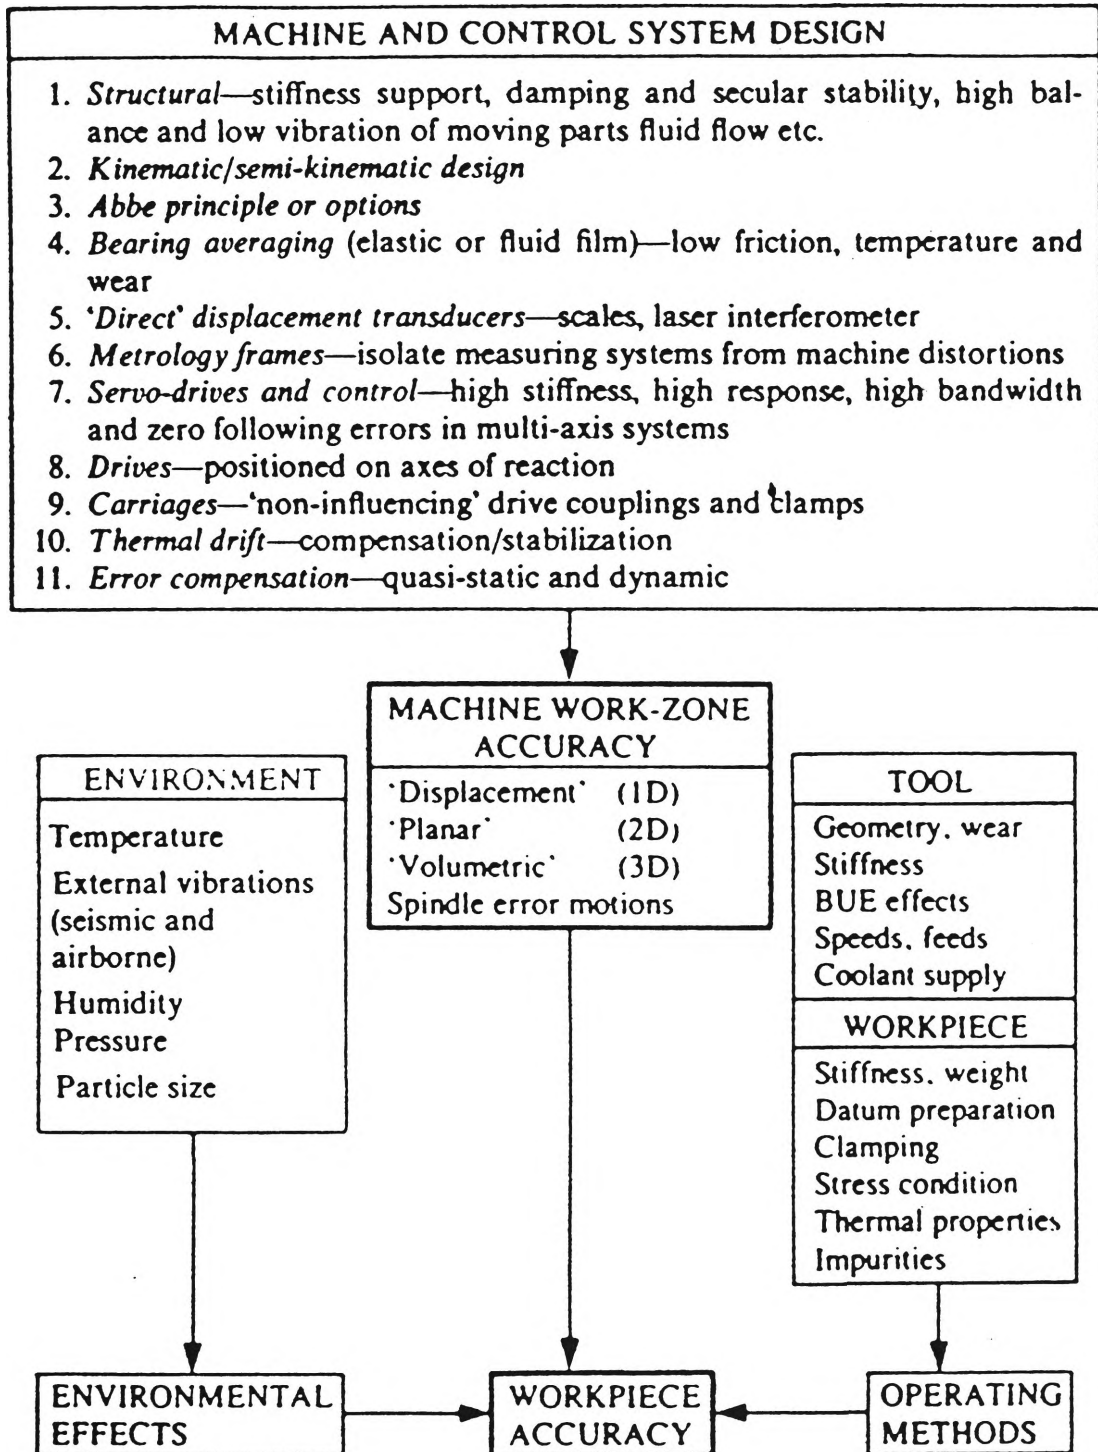 MACHINE AND CONTROL SYSTEM DESIGN
1. Structural—stiffness support, damping and secular stability, high bal-
ance and low vibration of moving parts fluid flow etc.
2. Kinematic/semi-kinematic design
3. Abbe principle or options
4. Bearing averaging (elastic or fluid film)—low friction, temperature and
wear
5. 'Direct' displacement transducers—scales, laser interferometer
6. Metrology frames—isolate measuring systems from machine distortions
7. Servo-drives and control—high stiffness, high response, high bandwidth
and zero following errors in multi-axis systems
8. Drives—positioned on axes of reaction
9. Carriages—'non-influencing' drive couplings and clamps
10. Thermal drift—compensation/stabilization
11. Error compensation—quasi-static and dynamic
MACHINE WORK-ZONE
ACCURACY
'Displacement' (1D)
'Planar' (2D)
'Volumetric' (3D)
Spindle error motions
ENVIRONMENT
Temperature
External vibrations
(seismic and
airborne)
Humidity
Pressure
Particle size
TOOL
Geometry, wear
Stiffness
BUE effects
Speeds, feeds
Coolant supply
WORKPIECE
Stiffness, weight
Datum preparation
Clamping
Stress condition
Thermal properties
Impurities
ENVIRONMENTAL
EFFECTS
WORKPIECE
ACCURACY
OPERATING
METHODS